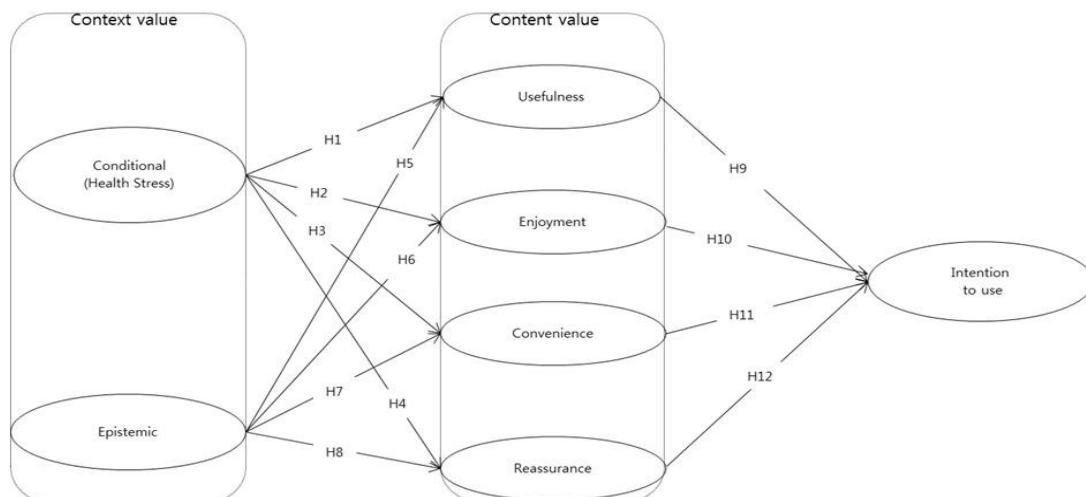 Context value
Content value
Usefulness
H1
H5
H9
Conditional
(Health Stress)
H2
Enjoyment
H3
H10
H6
Intention
to use
H11
Convenience
H7
H4
H12
Epistemic
H8
Reassurance